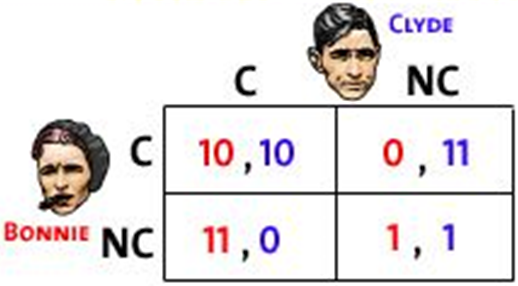 CLYDE
C NC
C 10 , 10 0 , 11
BONNIE NC 11 , 0 1 , 1